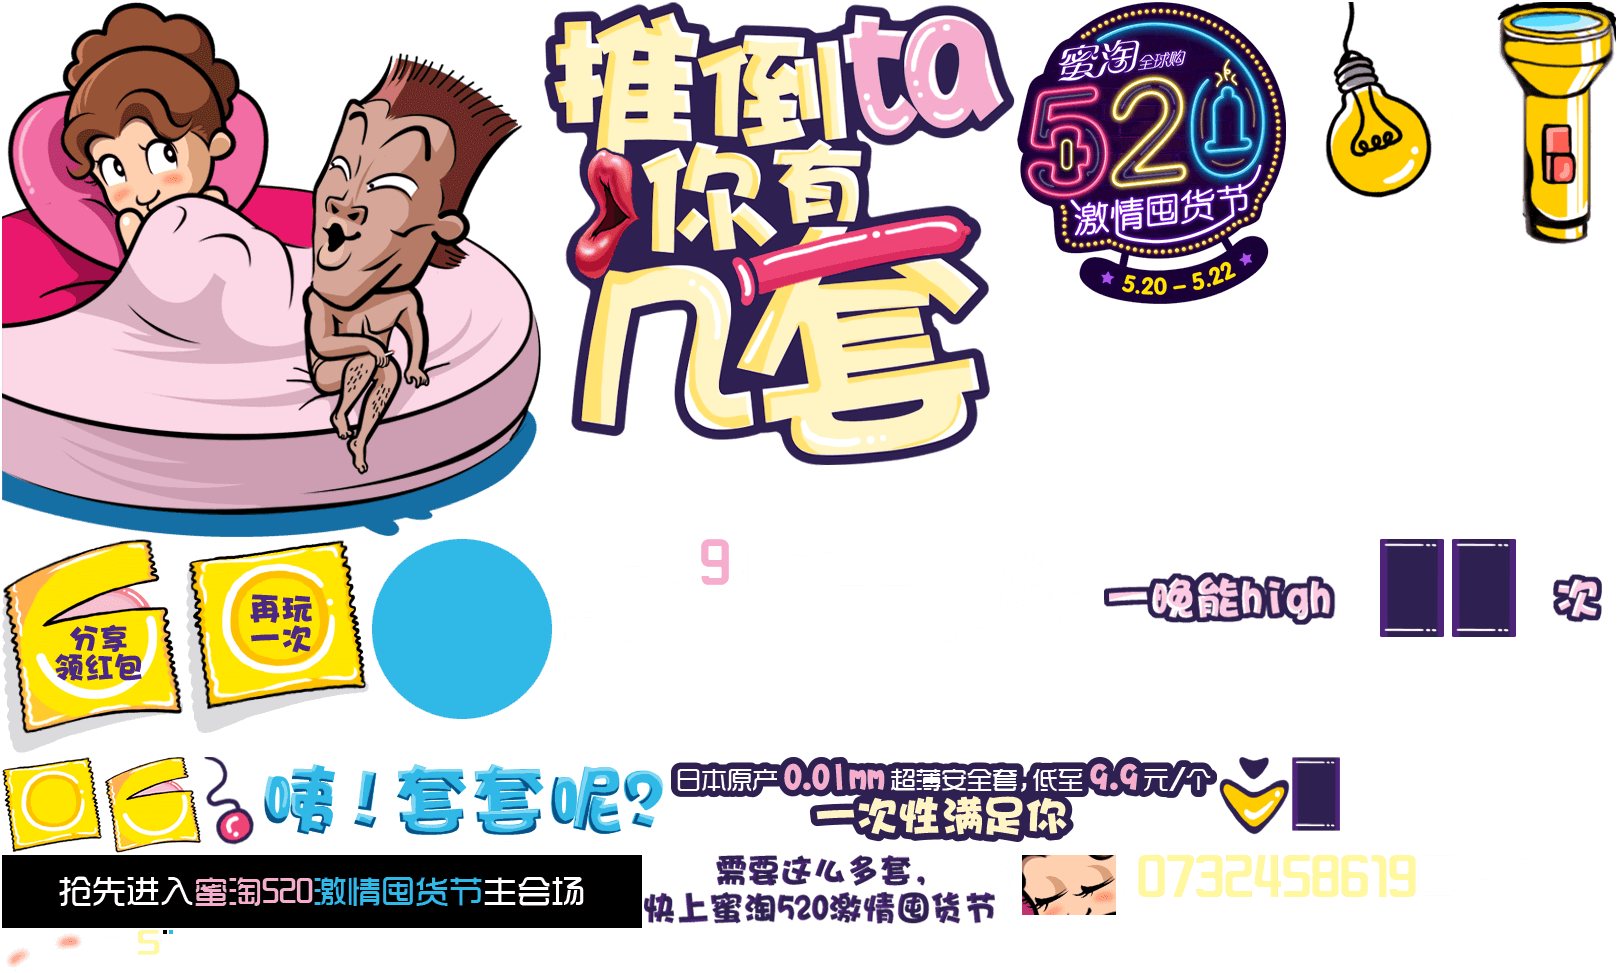 推倒ta
你有
几套
蜜淘全球购
520
激情囤货节
5.20-5.22
分享
领红包
再玩
一次
9
一晚能high
次
咦！套套呢？
日本原产0.01mm超薄安全套，低至9.9元/个
一次性满足你
抢先进入蜜淘520激情囤货节主会场
需要这么多套，
快上蜜淘520激情囤货节
0732458619
5"